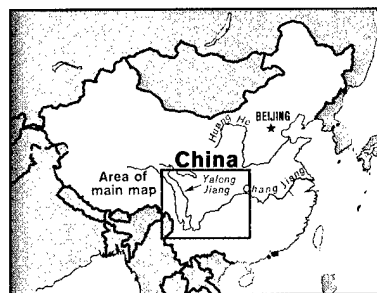 Huang He
BEIJING
China
Area of
main map
Yalong
Jiang
Chang Jiang